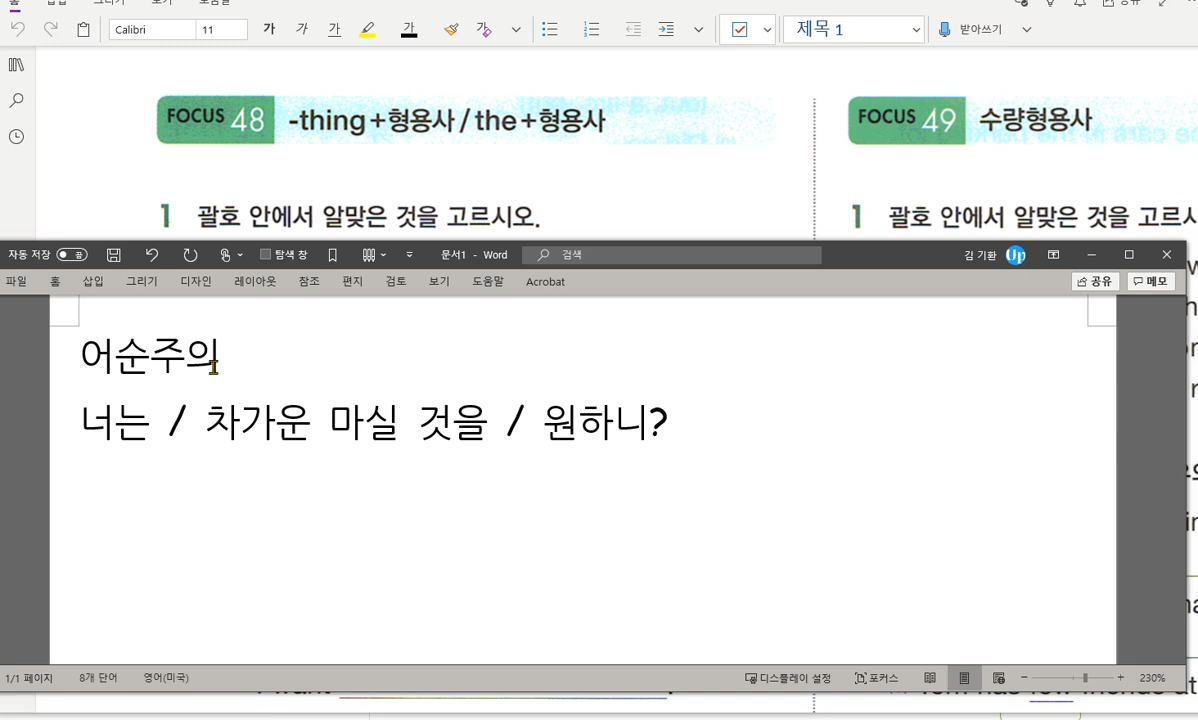 Calibri
11
가 가 가 가 가
제목 1
받아쓰기
FOCUS 48 -thing+형용사 / the+형용사
FOCUS 49 수량형용사
1 괄호 안에서 알맞은 것을 고르시오.
1 괄호 안에서 알맞은 것을 고르시
자동 저장 끔
탐색 창
문서1 - Word
검색
김 기환
파일 홈 삽입 그리기 디자인 레이아웃 참조 편지 검토 보기 도움말 Acrobat
공유 메모
어순주의
너는 / 차가운 마실 것을 / 원하니?
1/1 페이지 8개 단어 영어(미국)
디스플레이 설정 포커스 230%